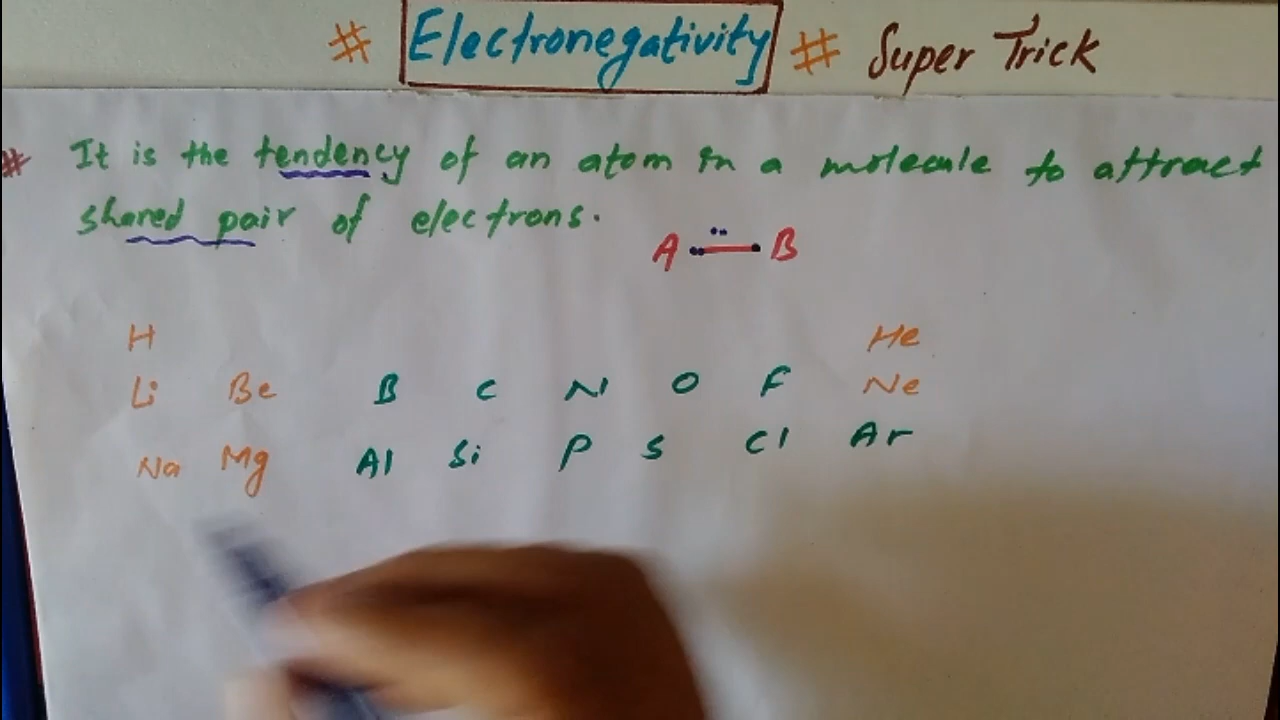 # Electronegativity # Super Trick
# It is the tendency of an atom in a molecule to attract
shared pair of electrons.
A B
H He
Li Be B C N O F Ne
Na Mg Al Si P S Cl Ar